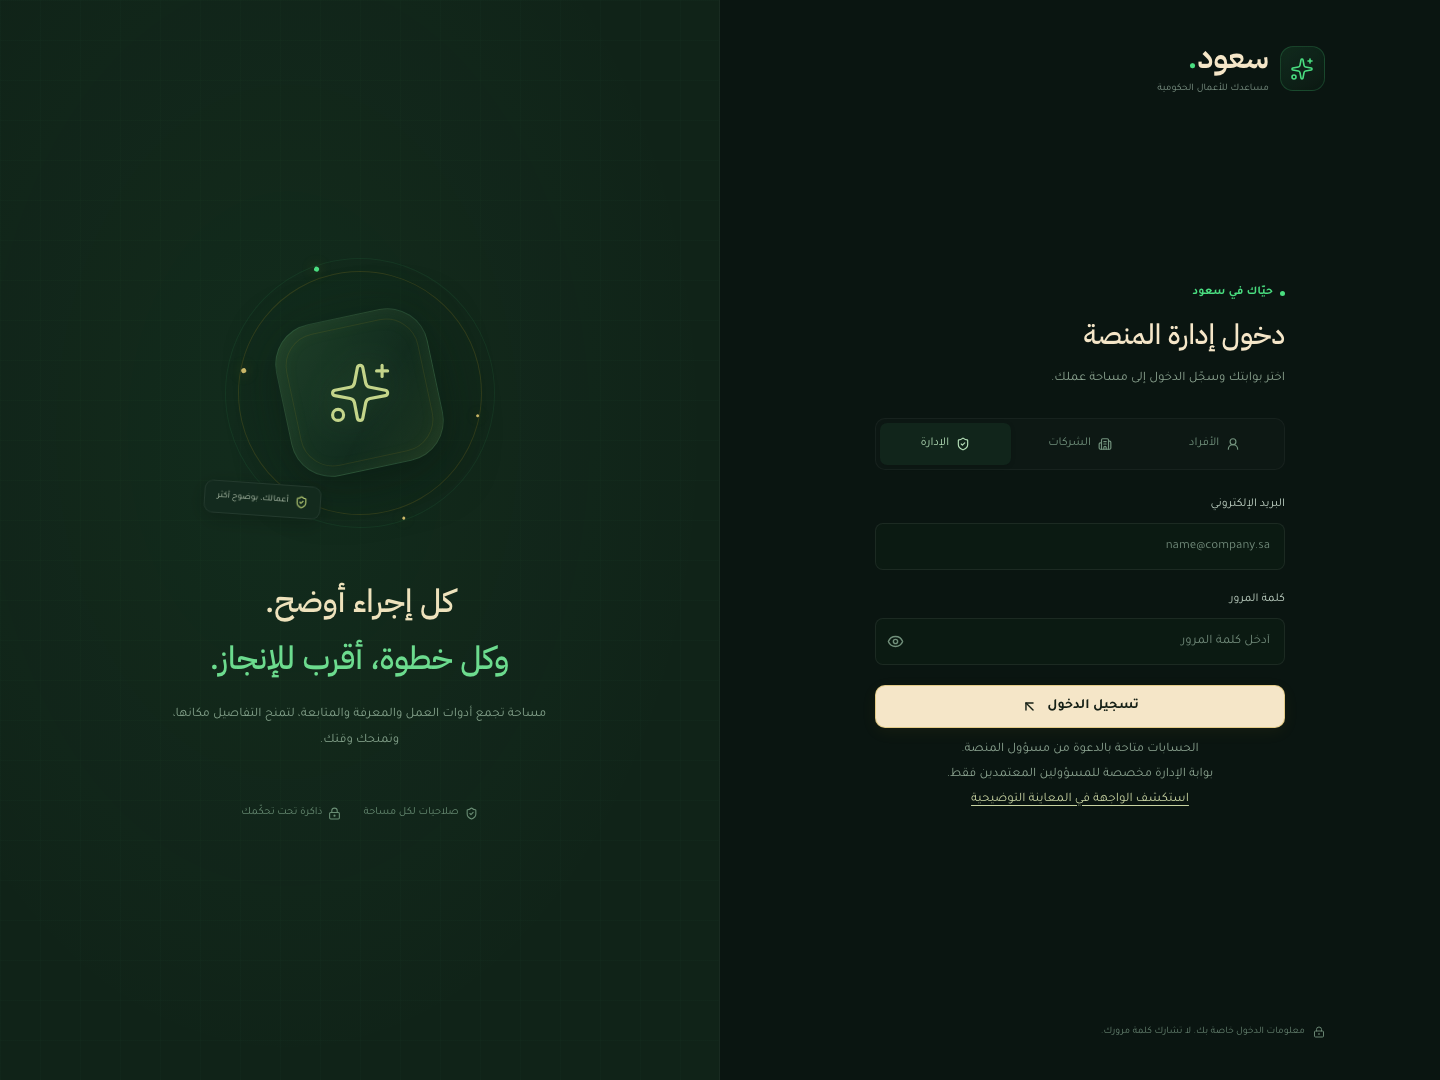 سعود.
مساعدك للأعمال الحكومية
حيّاك في سعود
دخول إدارة المنصة
اختر بوابتك وسجّل الدخول إلى مساحة عملك.
الأفراد
الشركات
الإدارة
البريد الإلكتروني
name@company.sa
كلمة المرور
ادخل كلمة المرور
تسجيل الدخول
الحسابات متاحة بالدعوة من مسؤول المنصة.
بوابة الإدارة مخصصة للمسؤولين المعتمدين فقط.
استكشف الواجهة في المعاينة التوضيحية
معلومات الدخول خاصة بك. لا تشارك كلمة مرورك.
أعمالك، بوضوح أكثر
كل إجراء أوضح.
وكل خطوة، أقرب للإنجاز.
مساحة تجمع أدوات العمل والمعرفة والمتابعة، لتمنح التفاصيل مكانها،
وتمنحك وقتك.
صلاحيات لكل مساحة
ذاكرة تحت تحكّمك